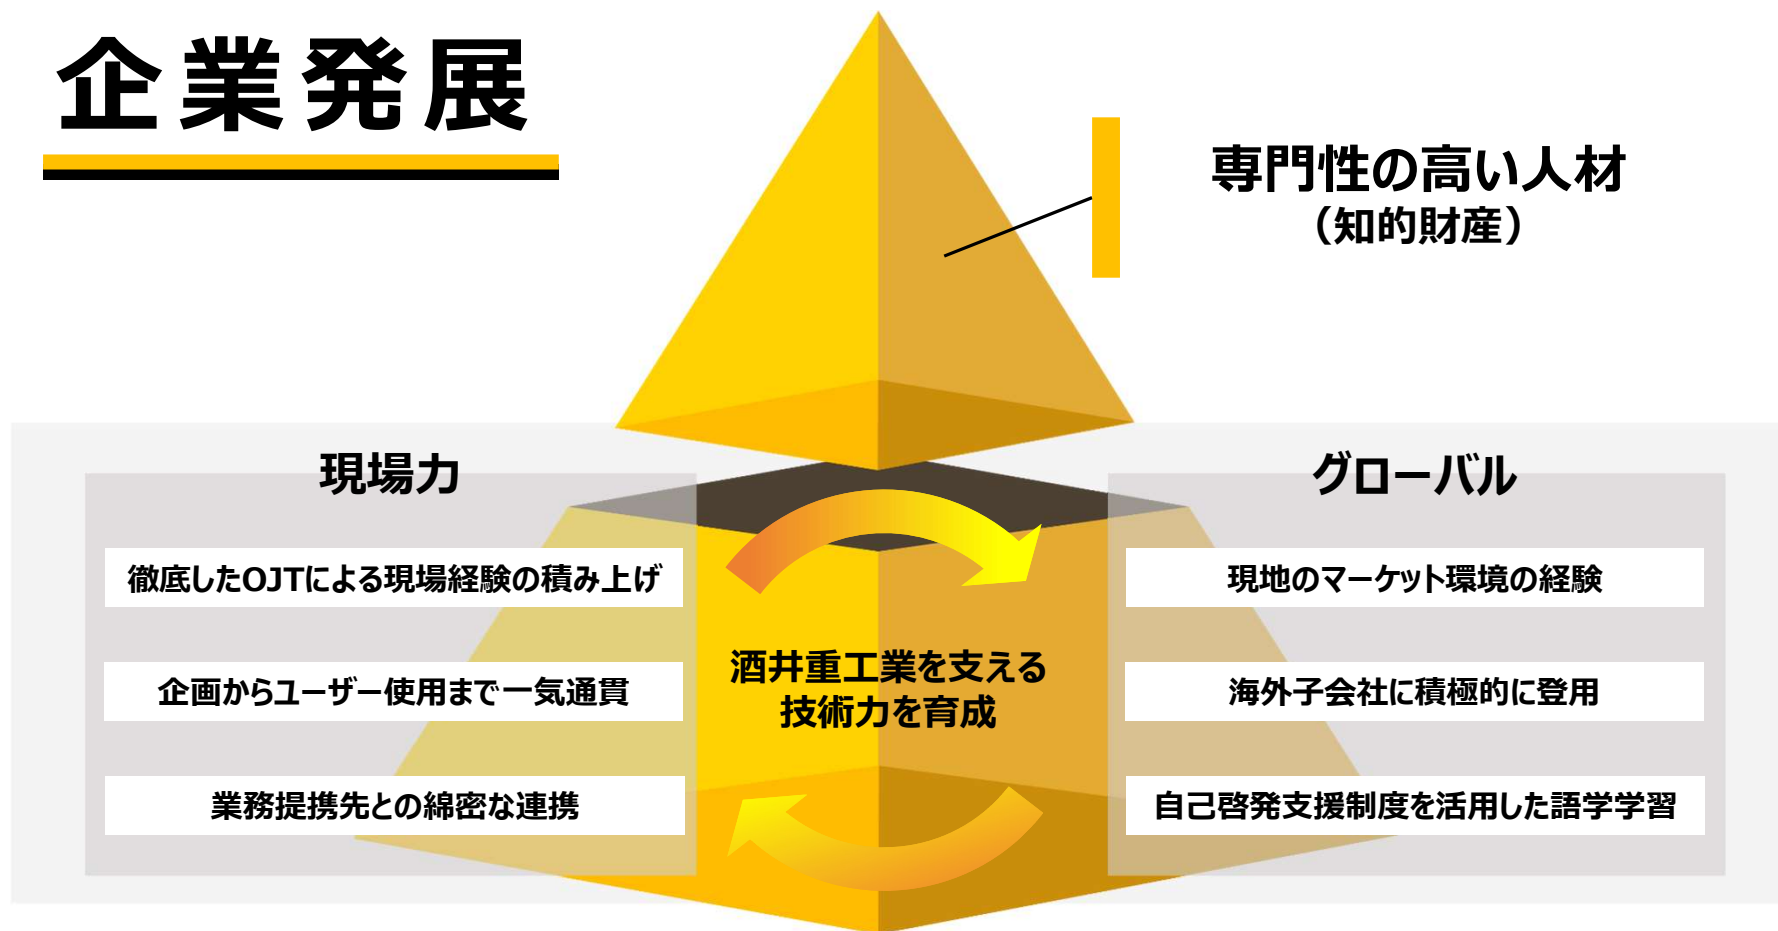 企業発展
専門性の高い人材
（知的財産）
現場力
徹底したOJTによる現場経験の積み上げ
企画からユーザー使用まで一気通貫
業務提携先との綿密な連携
酒井重工業を支える
技術力を育成
グローバル
現地のマーケット環境の経験
海外子会社に積極的に登用
自己啓発支援制度を活用した語学学習